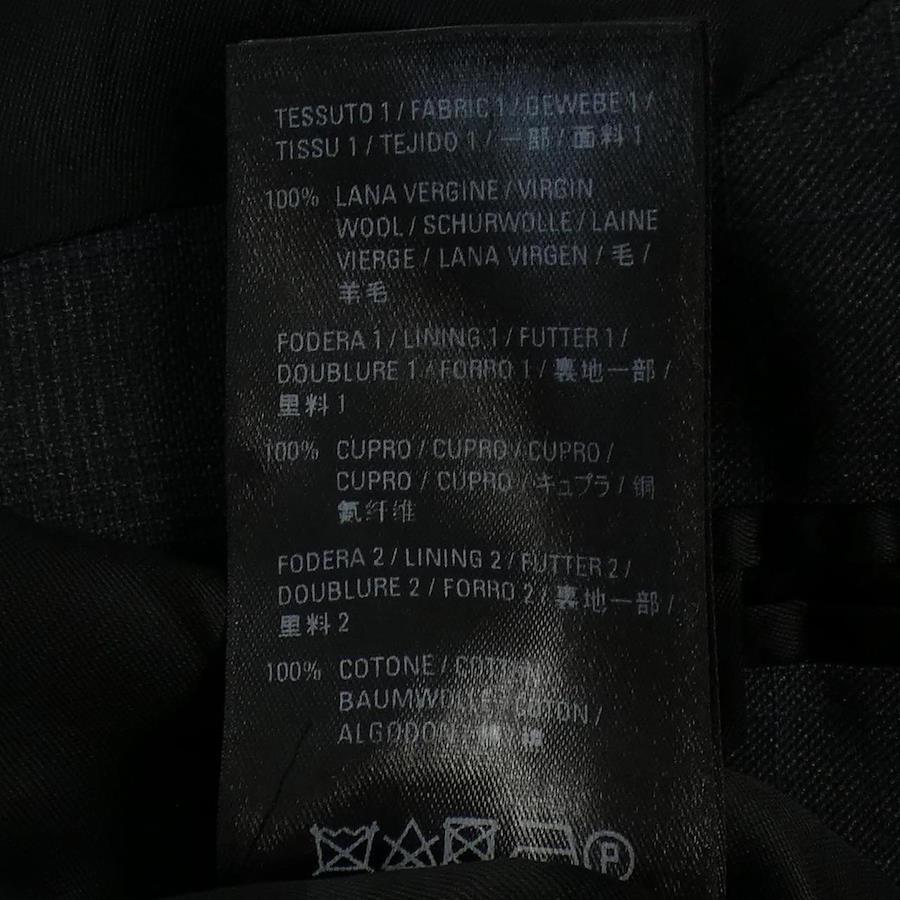 TESSUTO 1 / FABRIC 1 / GEWEBE 1 /
TISSU 1 / TEJIDO 1 / 一部 / 面料 1
100% LANA VERGINE / VIRGIN
WOOL / SCHURWOLLE / LAINE
VIERGE / LANA VIRGEN / 毛 /
羊毛
FODERA 1 / LINING 1 / FUTTER 1 /
DOUBLURE 1 / FORRO 1 / 裏地一部 /
里料 1
100% CUPRO / CUPRO / CUPRO /
CUPRO / CUPRO / キュプラ / 铜
氨纤维
FODERA 2 / LINING 2 / FUTTER 2 /
DOUBLURE 2 / FORRO 2 / 裏地一部 /
里料 2
100% COTONE / COTTON
BAUMWOLLE / COTON /
ALGODON / 棉
P